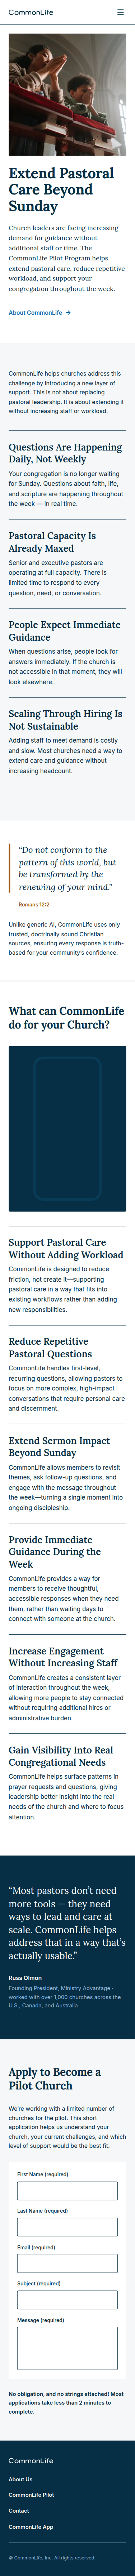 CommonLife
Extend Pastoral
Care Beyond
Sunday
Church leaders are facing increasing
demand for guidance without
additional staff or time. The
CommonLife Pilot Program helps
extend pastoral care, reduce repetitive
workload, and support your
congregation throughout the week.
About CommonLife →
CommonLife helps churches address this
challenge by introducing a new layer of
support. This is not about replacing
pastoral leadership. It is about extending it
without increasing staff or workload.
Questions Are Happening
Daily, Not Weekly
Your congregation is no longer waiting
for Sunday. Questions about faith, life,
and scripture are happening throughout
the week — in real time.
Pastoral Capacity Is
Already Maxed
Senior and executive pastors are
operating at full capacity. There is
limited time to respond to every
question, need, or conversation.
People Expect Immediate
Guidance
When questions arise, people look for
answers immediately. If the church is
not accessible in that moment, they will
look elsewhere.
Scaling Through Hiring Is
Not Sustainable
Adding staff to meet demand is costly
and slow. Most churches need a way to
extend care and guidance without
increasing headcount.
“Do not conform to the
pattern of this world, but
be transformed by the
renewing of your mind.”
Romans 12:2
Unlike generic AI, CommonLife uses only
trusted, doctrinally sound Christian
sources, ensuring every response is truth-
based for your community's confidence.
What can CommonLife
do for your Church?
Support Pastoral Care
Without Adding Workload
CommonLife is designed to reduce
friction, not create it—supporting
pastoral care in a way that fits into
existing workflows rather than adding
new responsibilities.
Reduce Repetitive
Pastoral Questions
CommonLife handles first-level,
recurring questions, allowing pastors to
focus on more complex, high-impact
conversations that require personal care
and discernment.
Extend Sermon Impact
Beyond Sunday
CommonLife allows members to revisit
themes, ask follow-up questions, and
engage with the message throughout
the week—turning a single moment into
ongoing discipleship.
Provide Immediate
Guidance During the
Week
CommonLife provides a way for
members to receive thoughtful,
accessible responses when they need
them, rather than waiting days to
connect with someone at the church.
Increase Engagement
Without Increasing Staff
CommonLife creates a consistent layer
of interaction throughout the week,
allowing more people to stay connected
without requiring additional hires or
administrative burden.
Gain Visibility Into Real
Congregational Needs
CommonLife helps surface patterns in
prayer requests and questions, giving
leadership better insight into the real
needs of the church and where to focus
attention.
“Most pastors don’t need
more tools — they need
ways to lead and care at
scale. CommonLife helps
address that in a way that’s
actually usable.”
Russ Olmon
Founding President, Ministry Advantage ·
worked with over 1,000 churches across the
U.S., Canada, and Australia
Apply to Become a
Pilot Church
We're working with a limited number of
churches for the pilot. This short
application helps us understand your
church, your current challenges, and which
level of support would be the best fit.
First Name (required)
Last Name (required)
Email (required)
Subject (required)
Message (required)
No obligation, and no strings attached! Most
applications take less than 2 minutes to
complete.
CommonLife
About Us
CommonLife Pilot
Contact
CommonLife App
© CommonLife, Inc. All rights reserved.